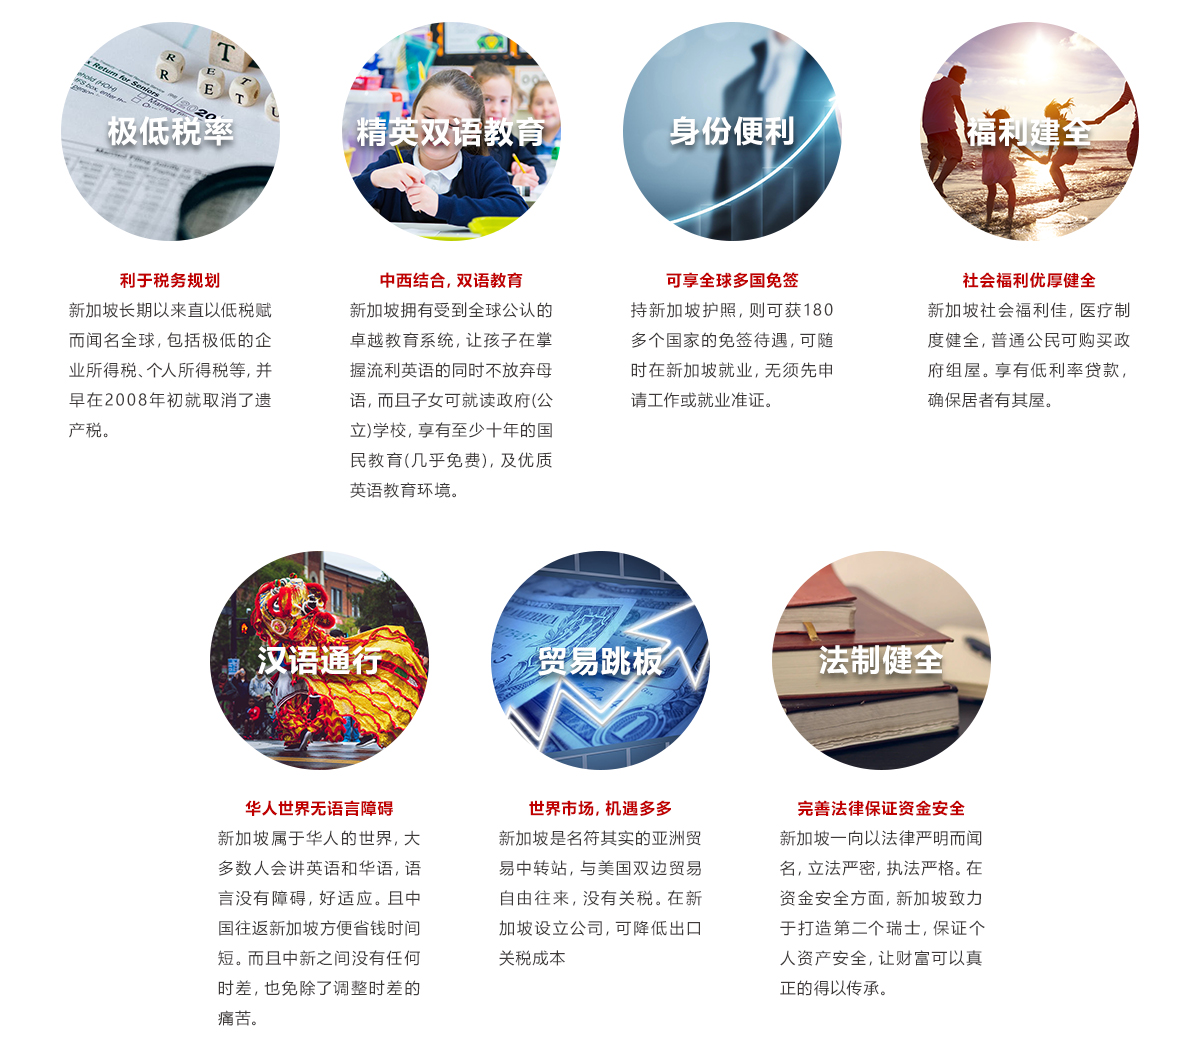 极低税率
利于税务规划
新加坡长期以来直以低税赋
而闻名全球，包括极低的企
业所得税、个人所得税等，并
早在2008年初就取消了遗
产税。
精英双语教育
中西结合，双语教育
新加坡拥有受到全球公认的
卓越教育系统，让孩子在掌
握流利英语的同时不放弃母
语，而且子女可就读政府(公
立)学校，享有至少十年的国
民教育(几乎免费)，及优质
英语教育环境。
身份便利
可享全球多国免签
持新加坡护照，则可获180
多个国家的免签待遇，可随
时在新加坡就业，无须先申
请工作或就业准证。
福利建全
社会福利优厚健全
新加坡社会福利佳，医疗制
度健全，普通公民可购买政
府组屋。享有低利率贷款，
确保居者有其屋。
汉语通行
华人世界无语言障碍
新加坡属于华人的世界，大
多数人会讲英语和华语，语
言没有障碍，好适应。且中
国往返新加坡方便省钱时间
短。而且中新之间没有任何
时差，也免除了调整时差的
痛苦。
贸易跳板
世界市场，机遇多多
新加坡是名符其实的亚洲贸
易中转站，与美国双边贸易
自由往来，没有关税。在新
加坡设立公司，可降低出口
关税成本
法制健全
完善法律保证资金安全
新加坡一向以法律严明而闻
名，立法严密，执法严格。在
资金安全方面，新加坡致力
于打造第二个瑞士，保证个
人资产安全，让财富可以真
正的得以传承。